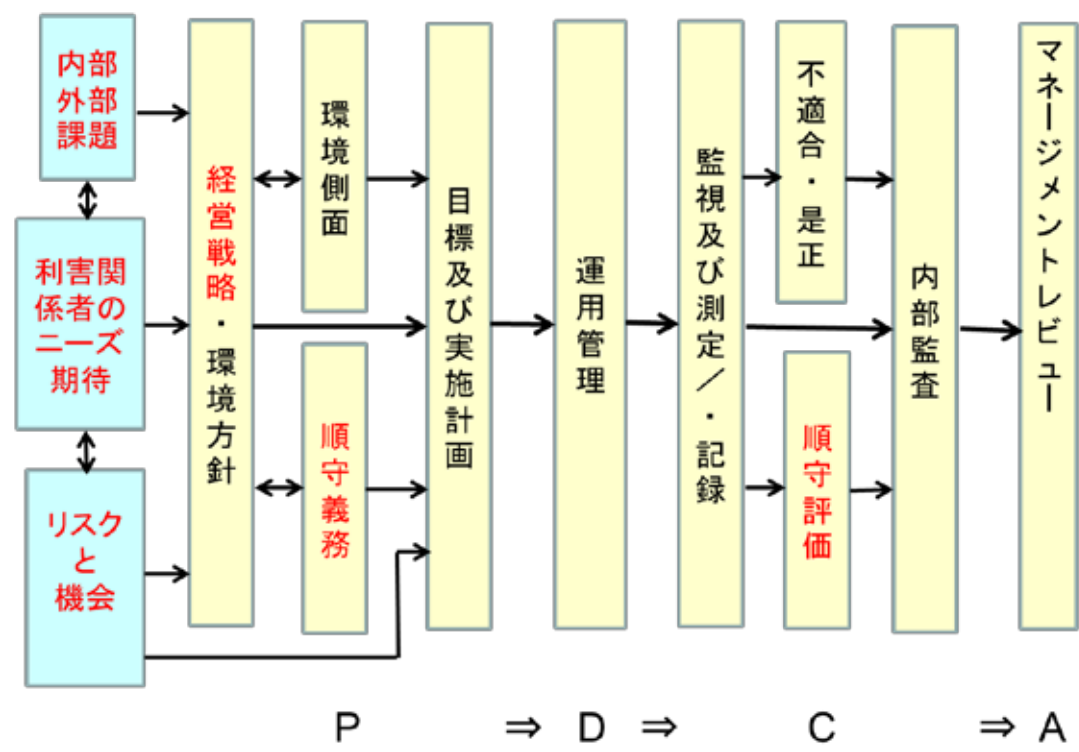 内部
外部
課題
利害関
係者の
ニーズ
期待
リスク
と
機会
経営戦略・環境方針
環境側面
順守義務
目標及び実施計画
運用管理
監視及び測定／・記録
不適合・是正
順守評価
内部監査
マネージメントレビュー
P ⇒ D ⇒ C ⇒ A